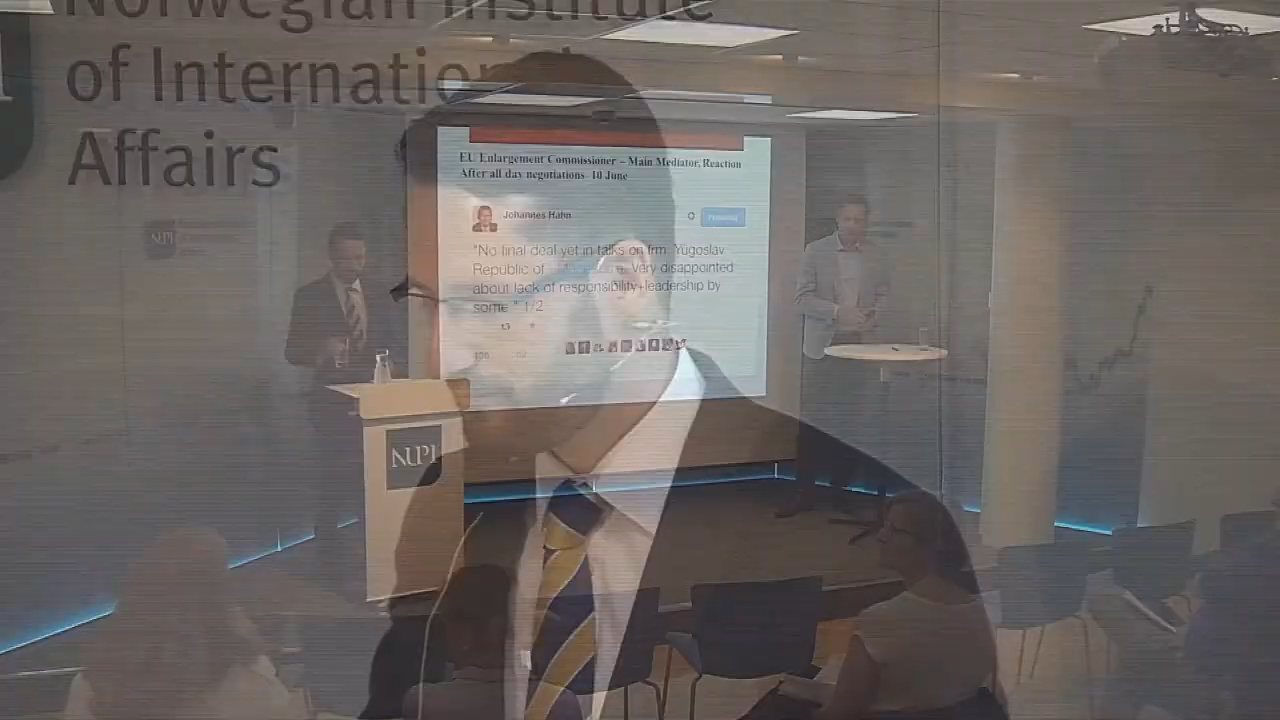 Norwegian Institute
of International
Affairs
EU Enlargement Commissioner – Main Mediator, Reaction
After all day negotiations 10 June
Johannes Hahn
"No final deal yet in talks on frm. Yugoslav
Republic of Very disappointed
about lack of responsibility+leadership by
some." 1/2
NUPI
NUPI